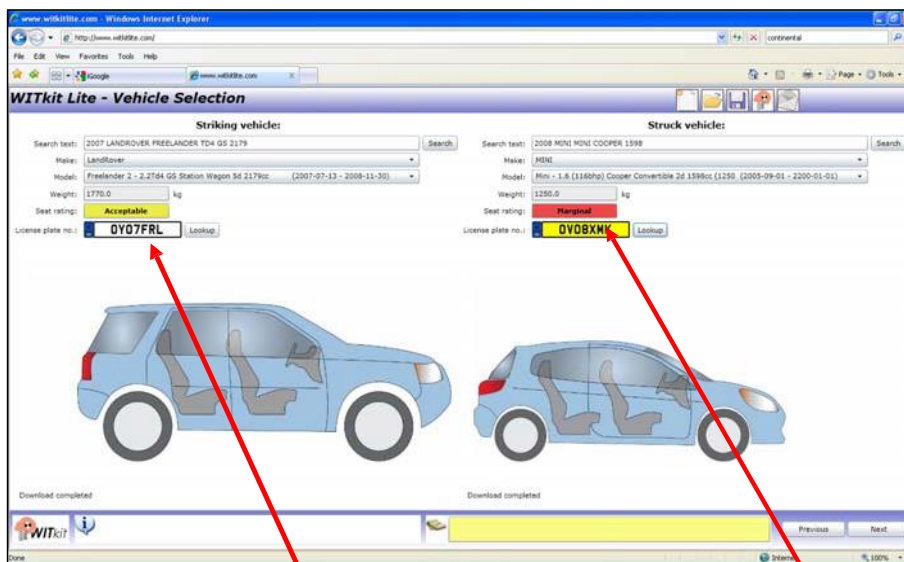 www.witkitlite.com - Windows Internet Explorer
http://www.witkitlite.com/
continental
File Edit View Favorites Tools Help
Google www.witkitlite.com X Page Tools
WITkit Lite - Vehicle Selection
Striking vehicle:
Search text: 2007 LANDROVER FREELANDER TD4 GS 2179 Search
Make: LandRover
Model: Freelander 2 - 2.2Td4 GS Station Wagon 5d 2179cc (2007-07-13 - 2008-11-30)
Weight: 1770.0 kg
Seat rating: Acceptable
License plate no.: OY07FRL Lookup
Download completed
Struck vehicle:
Search text: 2008 MINI MINI COOPER 1598 Search
Make: MINI
Model: Mini - 1.6 (116bhp) Cooper Convertible 2d 1598cc (1250 (2005-09-01 - 2200-01-01)
Weight: 1250.0 kg
Seat rating: Marginal
License plate no.: OV08XMK Lookup
Download completed
WITkit
Previous Next
Done Internet 100%